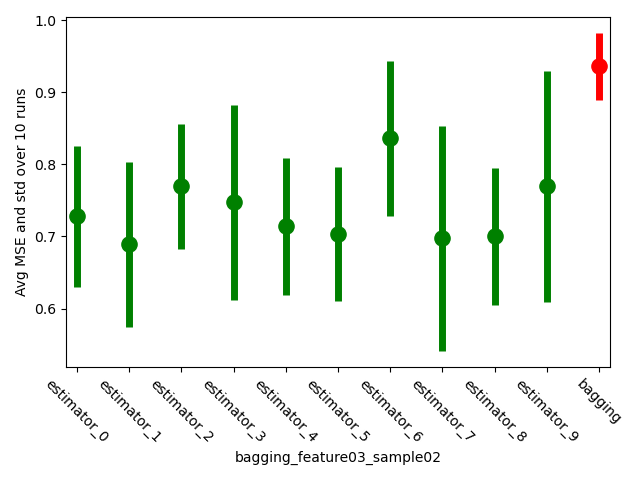 1.0
0.9
0.8
0.7
0.6
Avg MSE and std over 10 runs
estimator_0
estimator_1
estimator_2
estimator_3
estimator_4
estimator_5
estimator_6
estimator_7
estimator_8
estimator_9
bagging
bagging_feature03_sample02